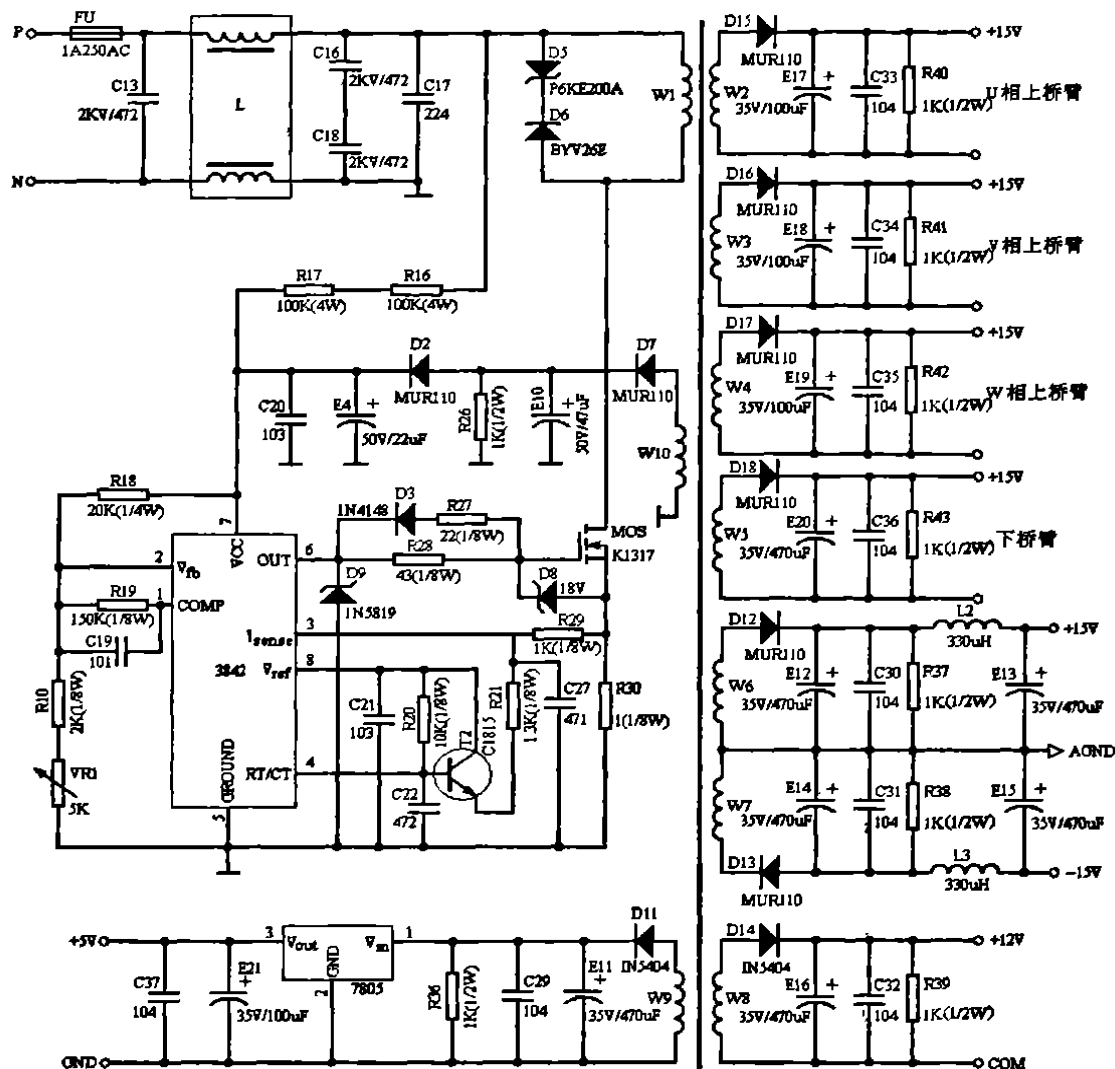 P
FU
1A250AC
C13
2KV/472
L
N
C16
2KV/472
C17
224
C18
2KV/472
D5
P6KE200A
D6
BYV26E
W1
R17
100K(4W)
R16
100K(4W)
D2
MUR110
D7
MUR110
C20
103
E4
+
50V/22uF
R26
1K(1/2W)
E10
+
50V/47uF
W10
R18
20K(1/4W)
7
VCC
2
Vfb
R19
150K(1/8W)
1
COMP
C19
101
R10
2K(1/8W)
VR1
5K
3842
OUT
6
Isense
3
Vref
8
RT/CT
4
GROUND
5
D3
1N4148
R27
22(1/8W)
R28
43(1/8W)
D9
1N5819
MOS
K1317
D8
18V
R29
1K(1/8W)
C21
103
R20
10K(1/8W)
T2
C1815
R21
1.3K(1/8W)
C27
471
R30
1(1/8W)
C22
472
+5V
3
Vout
Vin
1
GND
2
7805
C37
104
E21
+
35V/100uF
R36
1K(1/2W)
C29
104
E11
+
35V/470uF
D11
IN5404
W9
GND
D15
MUR110
+15V
W2
E17
+
35V/100uF
C33
104
R40
1K(1/2W)
U相上桥臂
D16
MUR110
+15V
W3
E18
+
35V/100uF
C34
104
R41
1K(1/2W)
V相上桥臂
D17
MUR110
+15V
W4
E19
+
35V/100uF
C35
104
R42
1K(1/2W)
W相上桥臂
D18
MUR110
+15V
W5
E20
+
35V/470uF
C36
104
R43
1K(1/2W)
下桥臂
D12
MUR110
L2
330uH
+15V
W6
E12
+
35V/470uF
C30
104
R37
1K(1/2W)
E13
+
35V/470uF
AGND
W7
E14
+
35V/470uF
C31
104
R38
1K(1/2W)
E15
+
35V/470uF
D13
MUR110
L3
330uH
-15V
D14
IN5404
+12V
W8
E16
+
35V/470uF
C32
104
R39
1K(1/2W)
COM